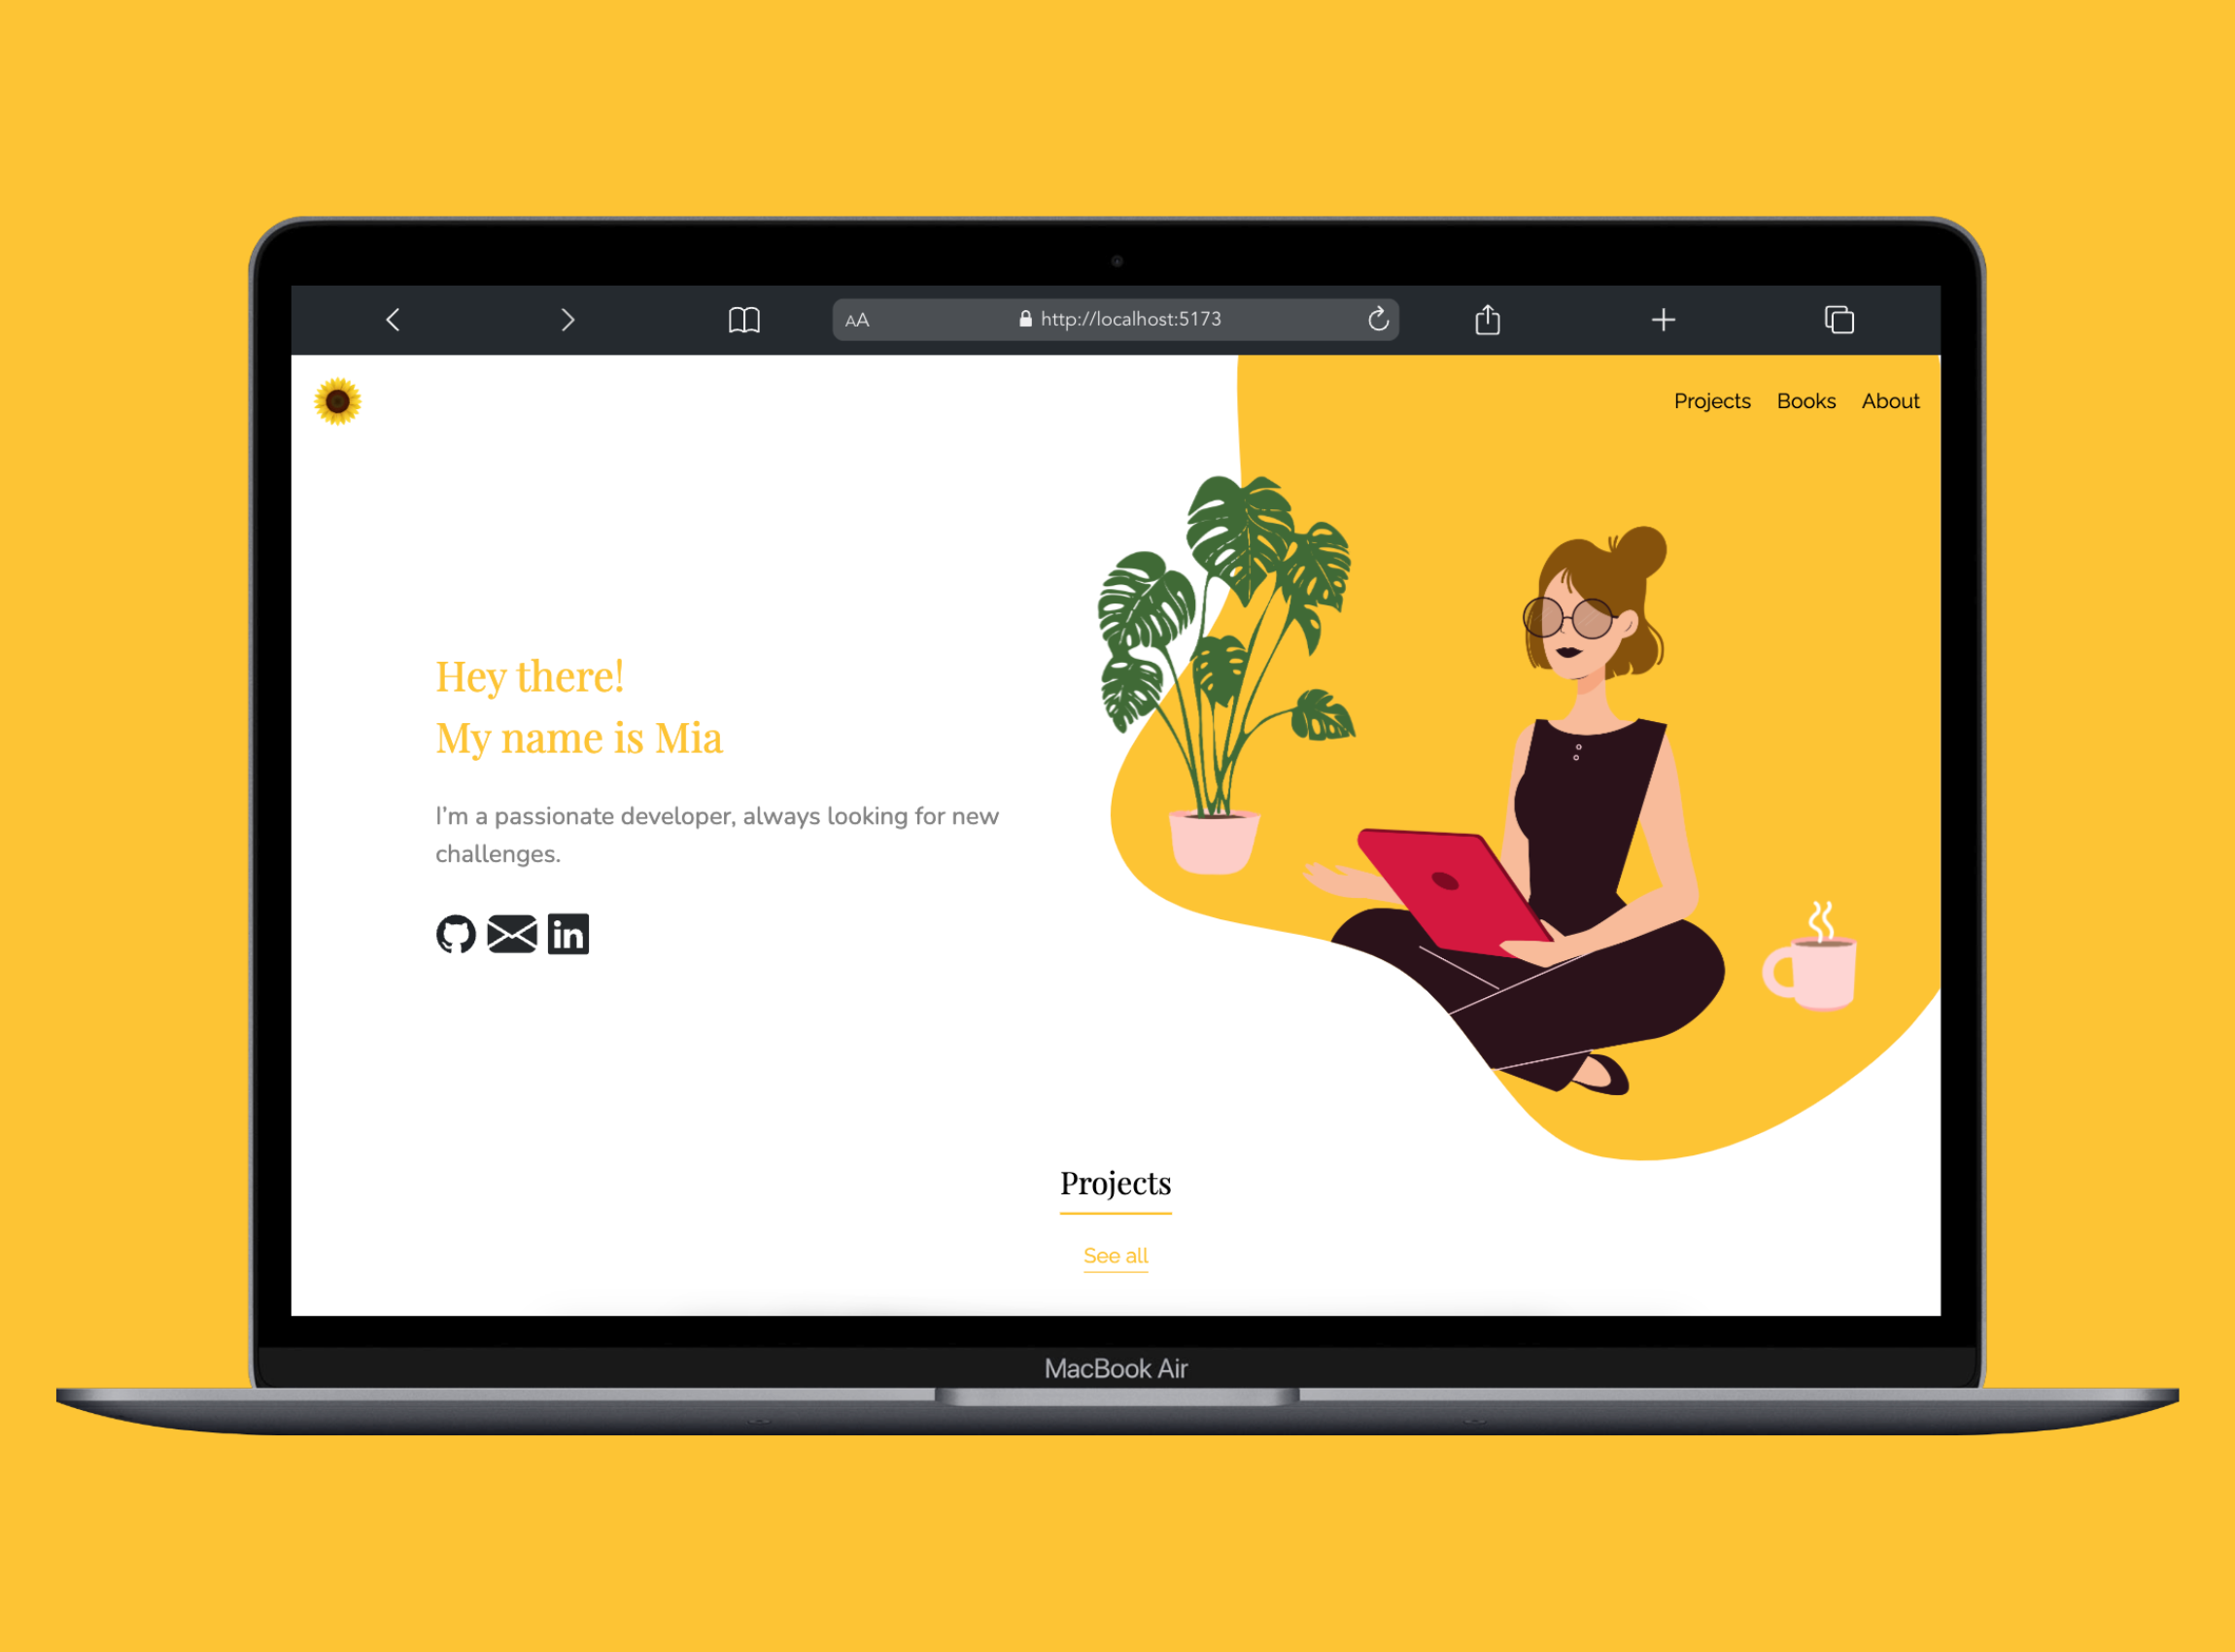 AA http://localhost:5173
Projects Books About
Hey there!
My name is Mia
I'm a passionate developer, always looking for new
challenges.
in
Projects
See all
MacBook Air